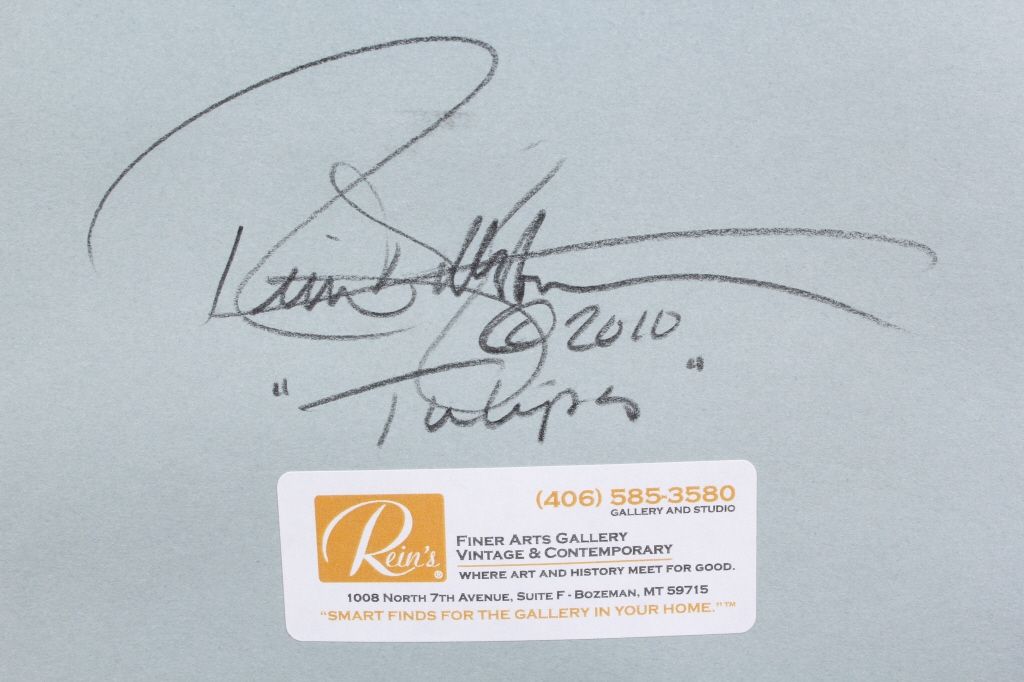 © 2010
"Tulips"
(406) 585-3580
GALLERY AND STUDIO
Rein's®
FINER ARTS GALLERY
VINTAGE & CONTEMPORARY
WHERE ART AND HISTORY MEET FOR GOOD.
1008 NORTH 7TH AVENUE, SUITE F - BOZEMAN, MT 59715
"SMART FINDS FOR THE GALLERY IN YOUR HOME."™